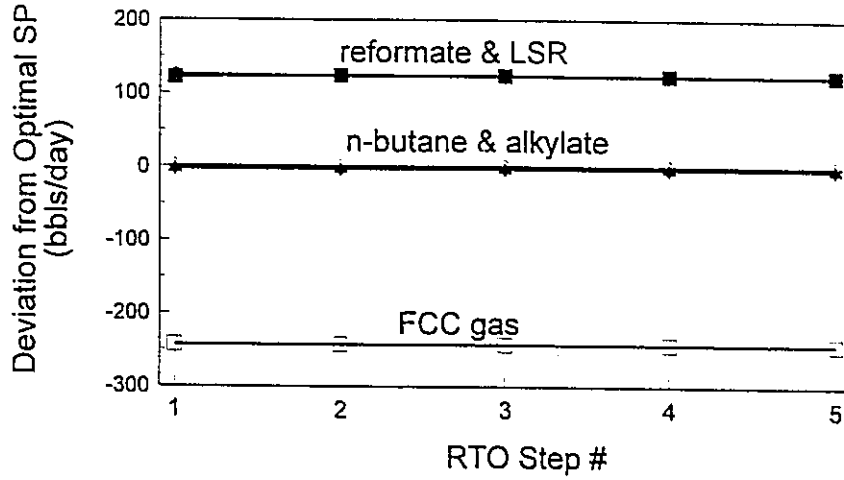 Deviation from Optimal SP
(bbls/day)
200
100
0
-100
-200
-300
reformate & LSR
n-butane & alkylate
FCC gas
1 2 3 4 5
RTO Step #